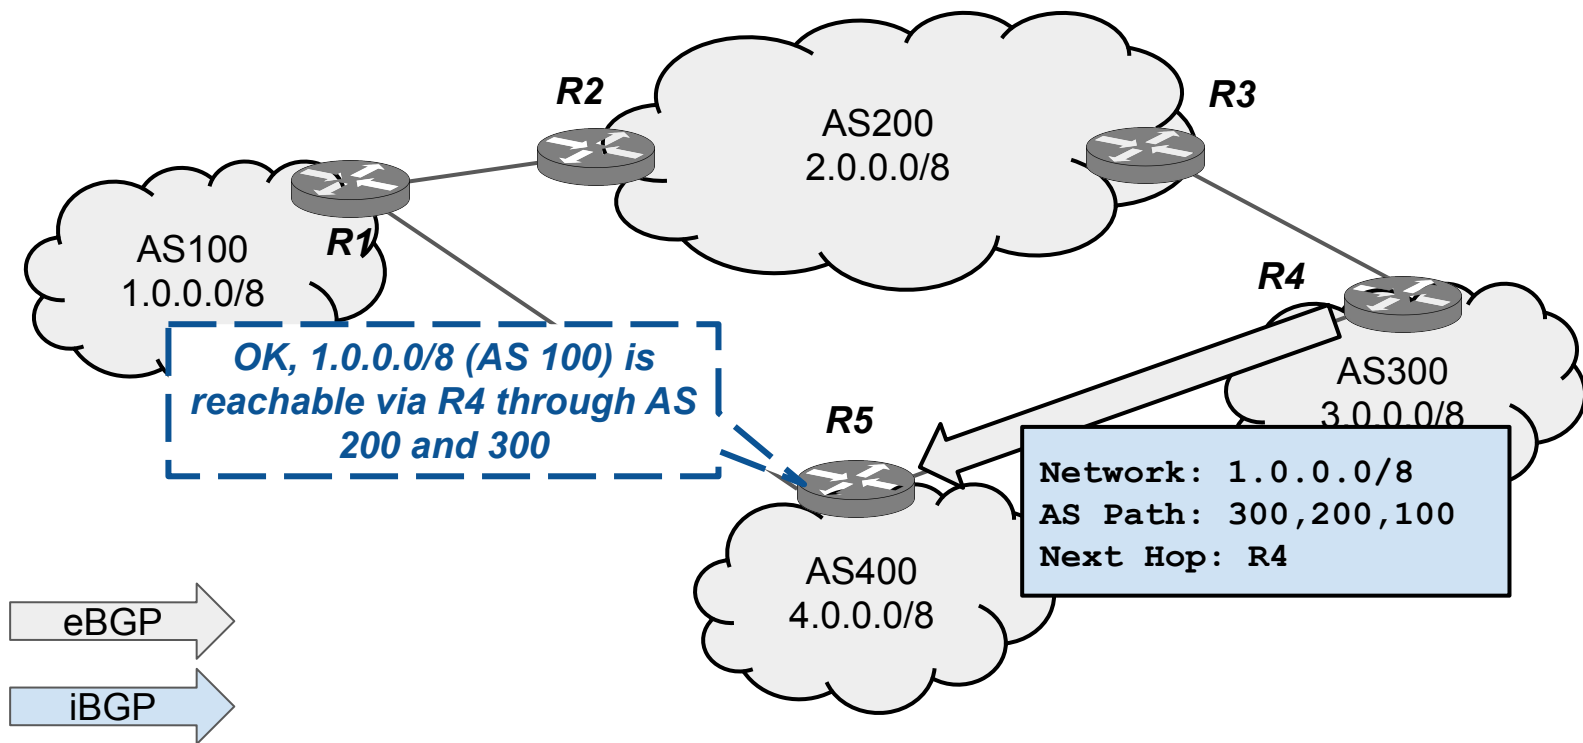 R2
AS200
2.0.0.0/8
R3
R1
AS100
1.0.0.0/8
R4
OK, 1.0.0.0/8 (AS 100) is
reachable via R4 through AS
200 and 300
AS300
3.0.0.0/8
R5
Network: 1.0.0.0/8
AS Path: 300,200,100
Next Hop: R4
AS400
4.0.0.0/8
eBGP
iBGP